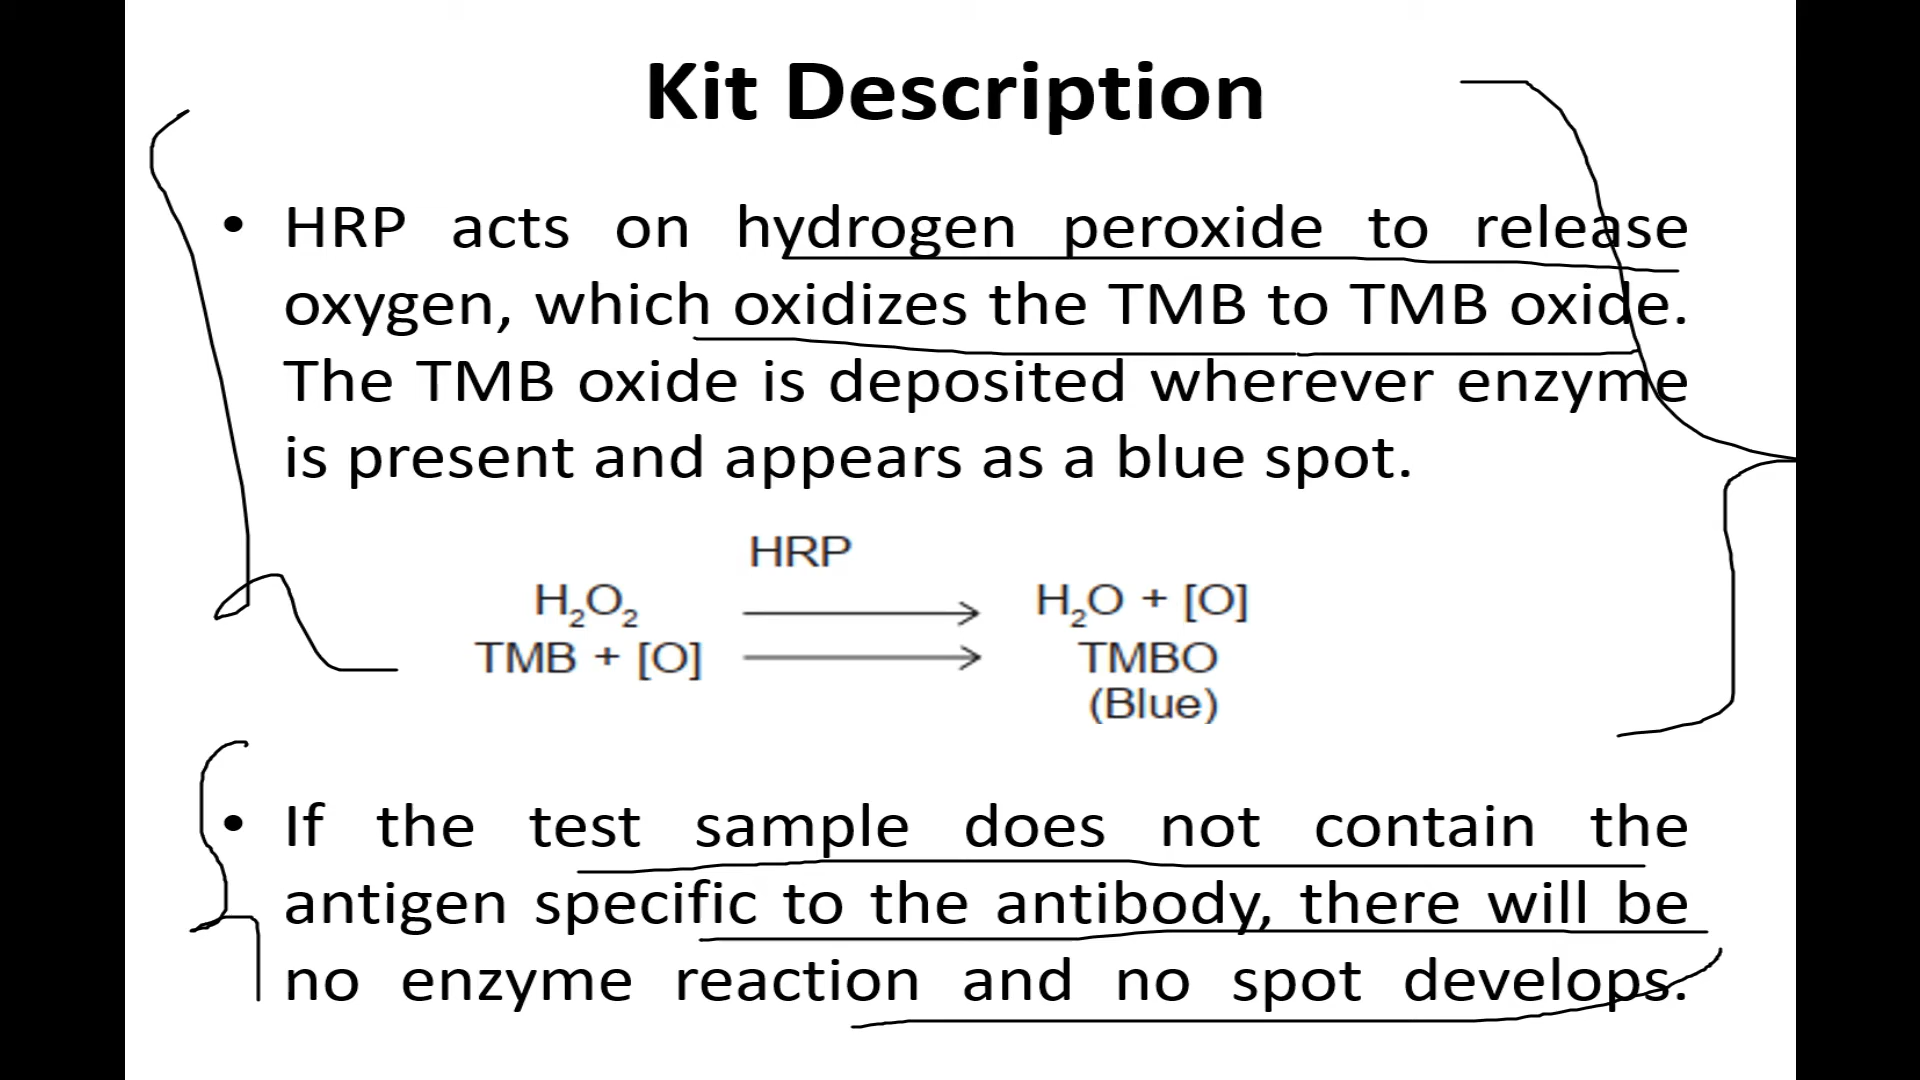 Kit Description
• HRP acts on hydrogen peroxide to release
oxygen, which oxidizes the TMB to TMB oxide.
The TMB oxide is deposited wherever enzyme
is present and appears as a blue spot.
HRP
H₂O₂ → H₂O + [O]
TMB + [O] → TMBO
(Blue)
• If the test sample does not contain the
antigen specific to the antibody, there will be
no enzyme reaction and no spot develops.